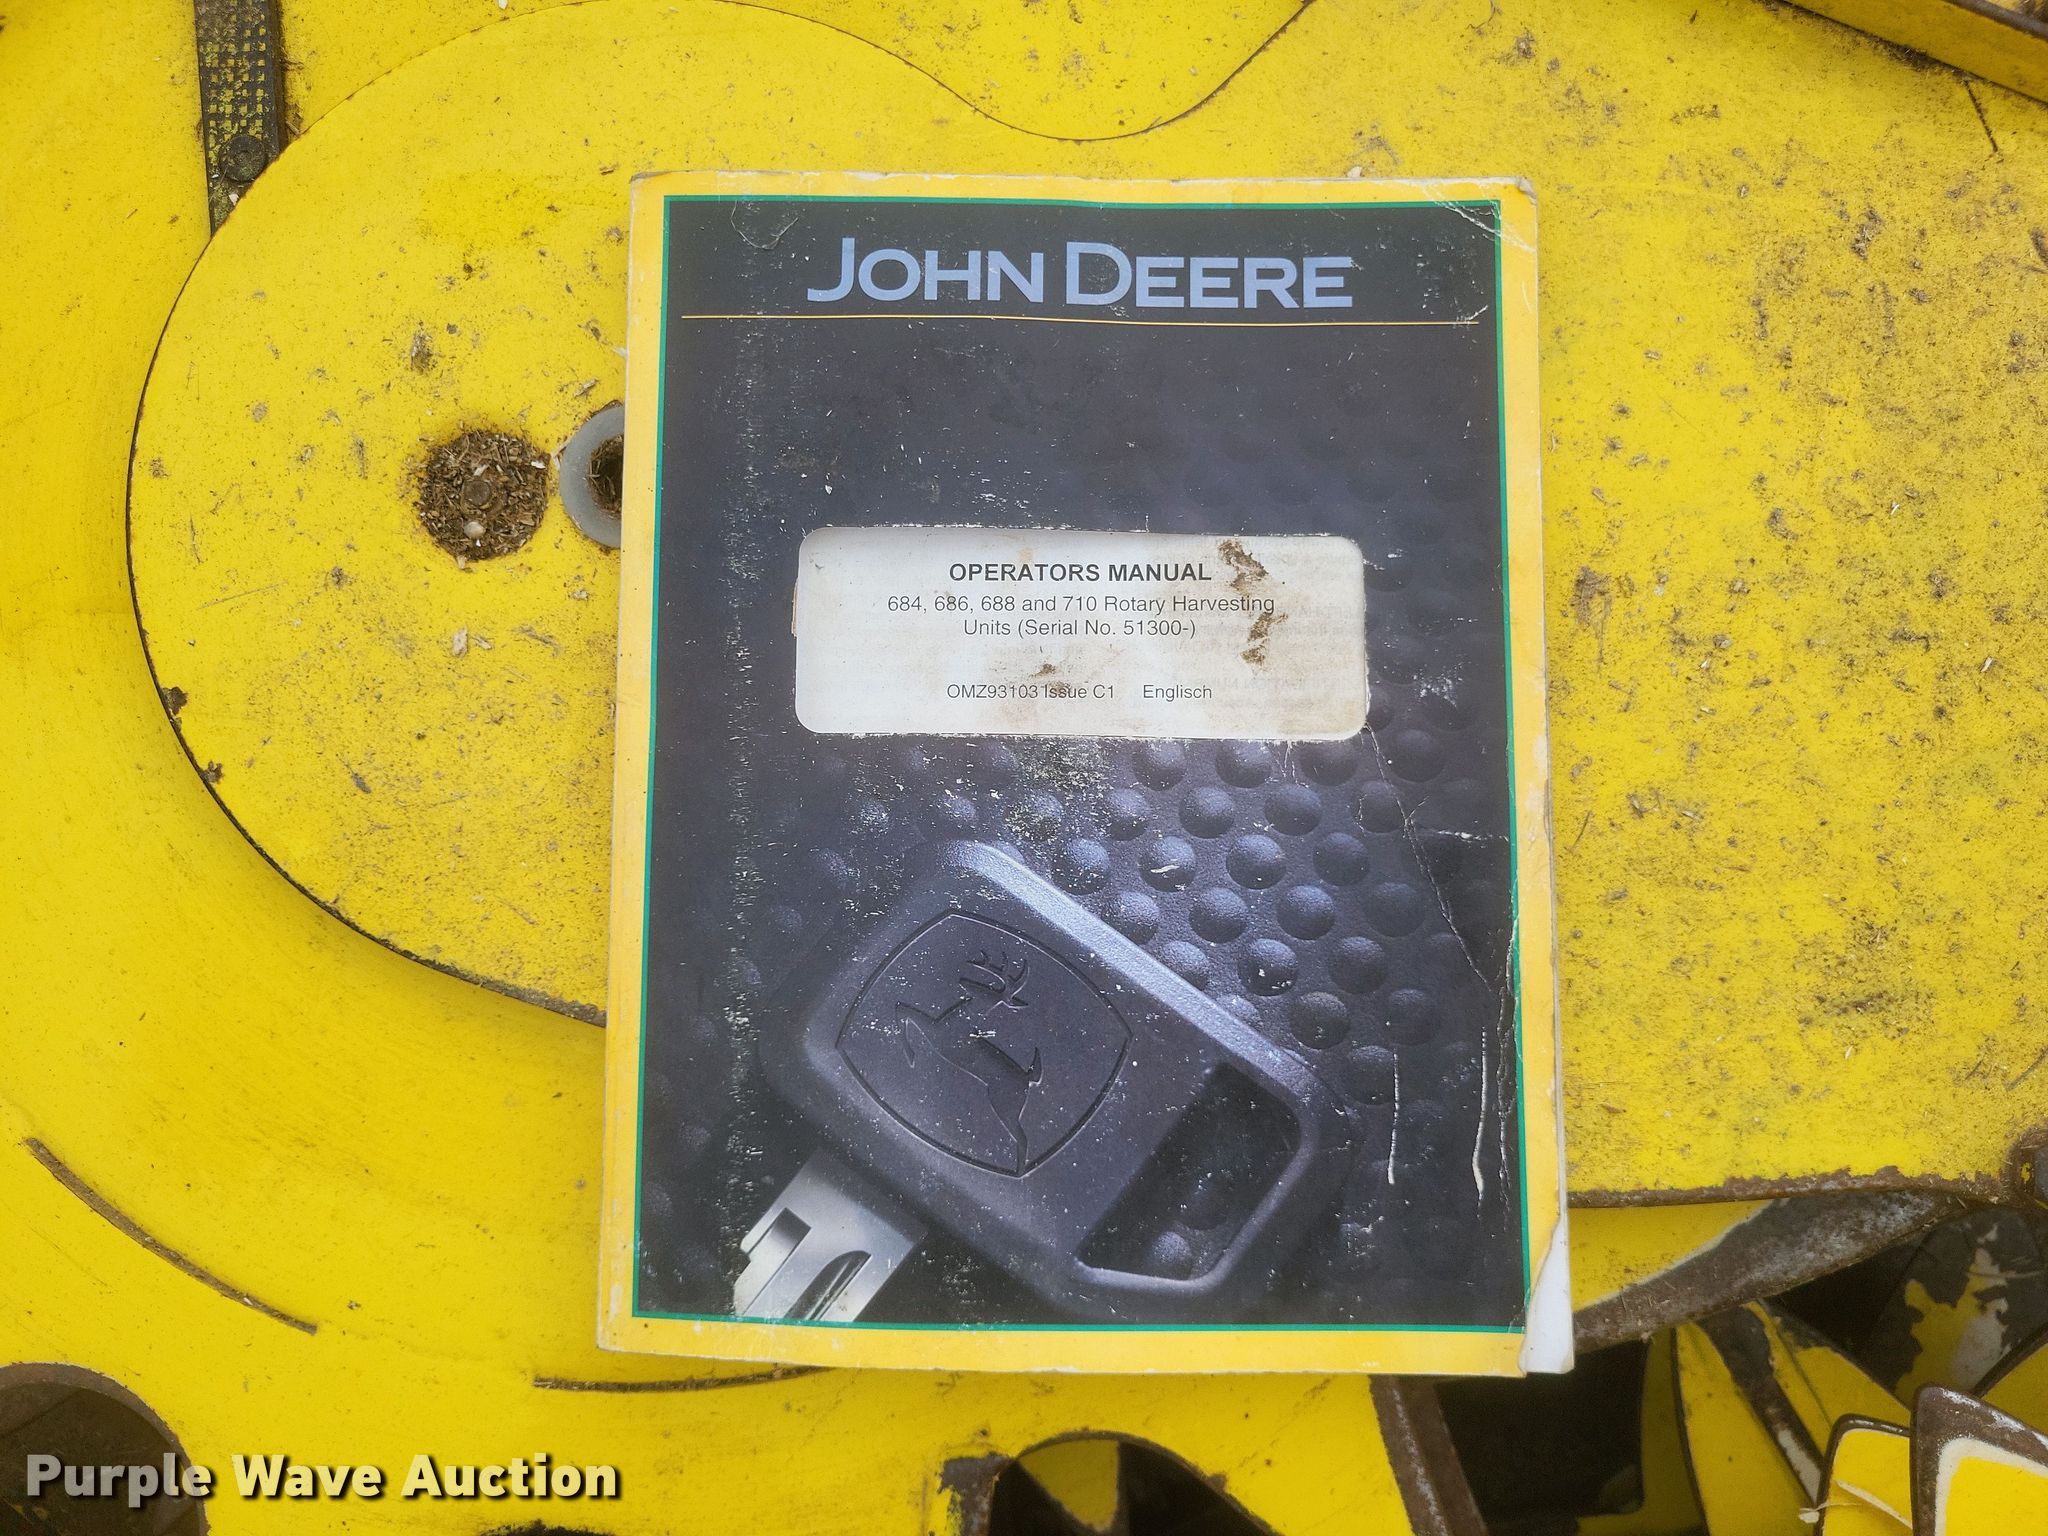 JOHN DEERE
OPERATORS MANUAL
684, 686, 688 and 710 Rotary Harvesting
Units (Serial No. 51300-)
OMZ93103 Issue C1 Englisch
Purple Wave Auction